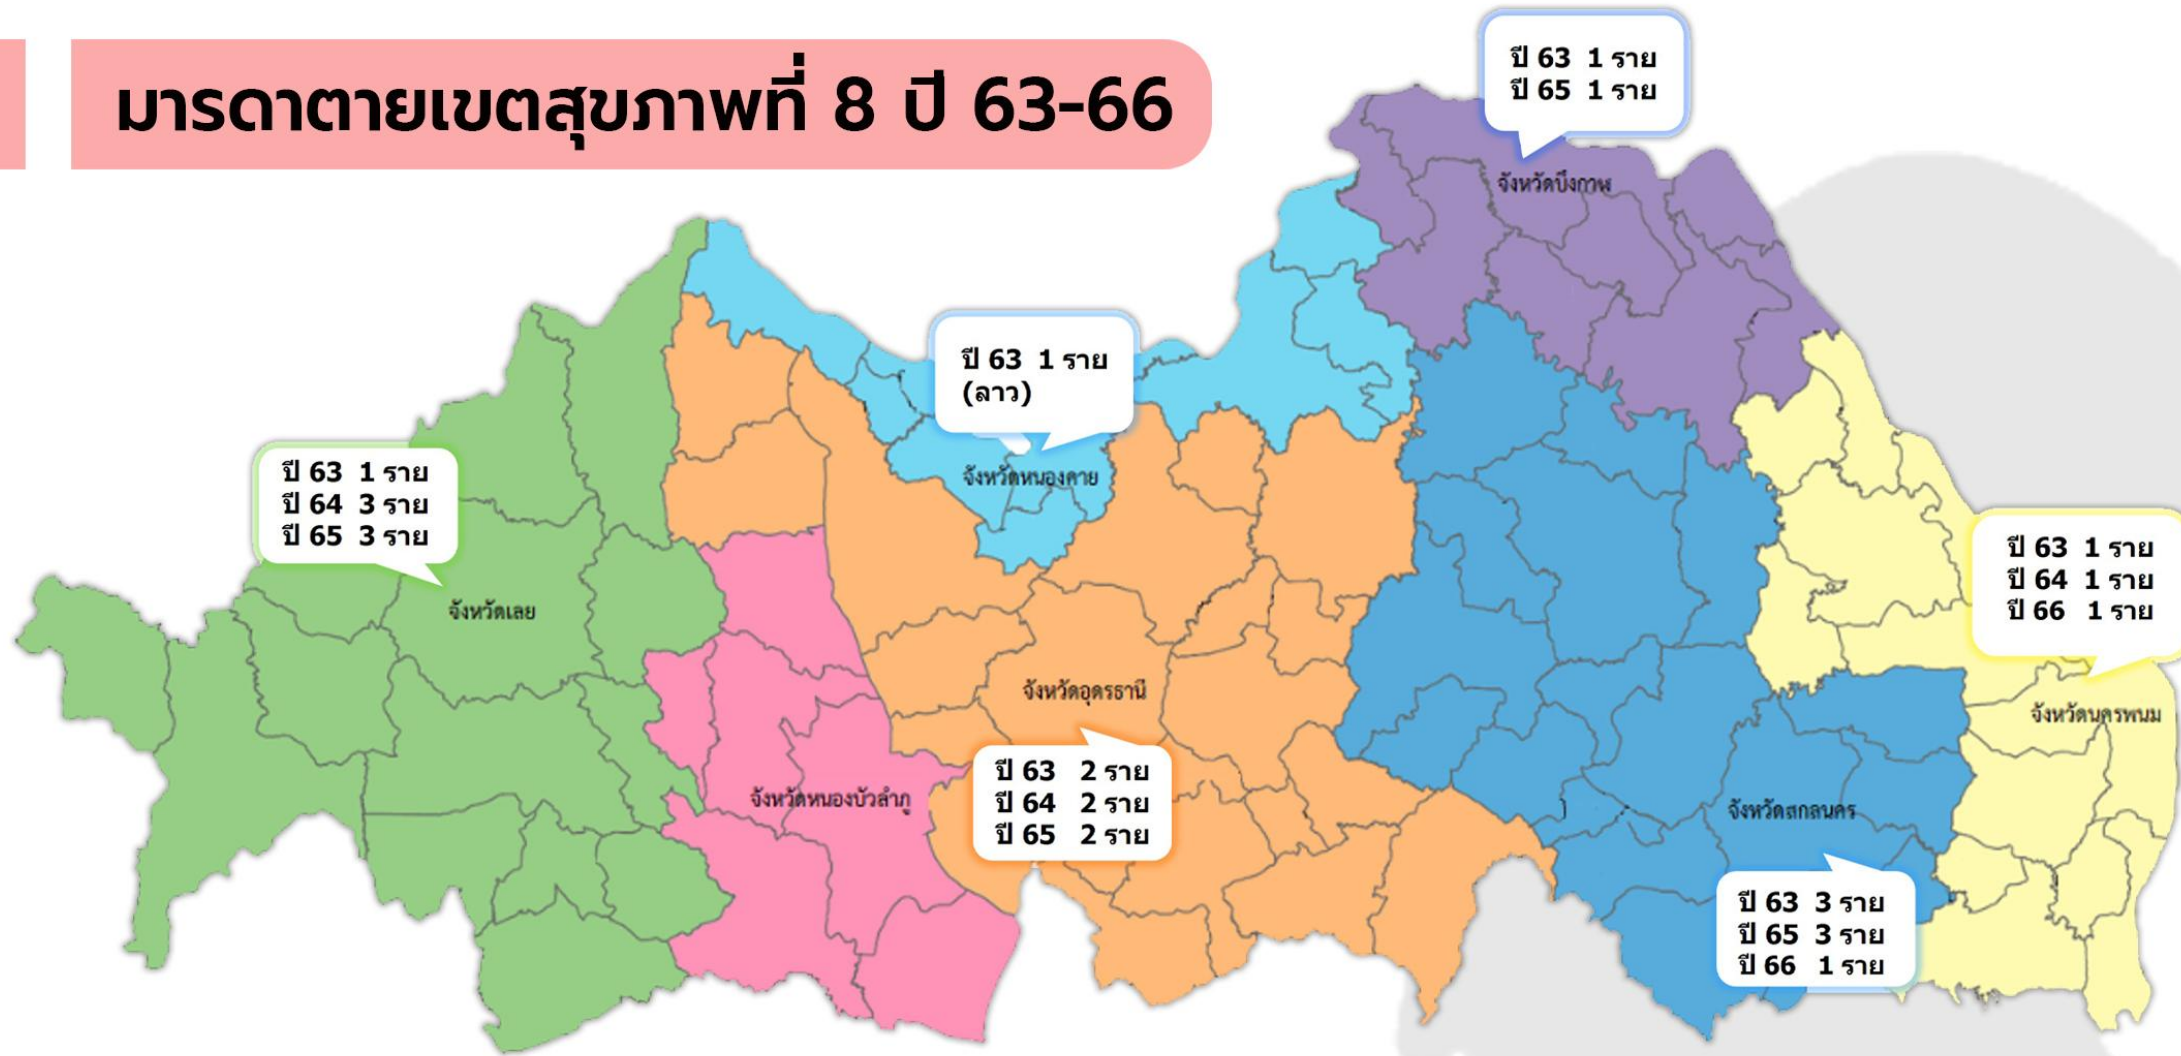 มารดาตายเขตสุขภาพที่ 8 ปี 63-66
ปี 63 1 ราย
ปี 65 1 ราย
จังหวัดบึงกาฬ
ปี 63 1 ราย
(ลาว)
จังหวัดหนองคาย
ปี 63 1 ราย
ปี 64 3 ราย
ปี 65 3 ราย
จังหวัดเลย
ปี 63 1 ราย
ปี 64 1 ราย
ปี 66 1 ราย
จังหวัดนครพนม
จังหวัดอุดรธานี
ปี 63 2 ราย
ปี 64 2 ราย
ปี 65 2 ราย
จังหวัดหนองบัวลำภู
จังหวัดสกลนคร
ปี 63 3 ราย
ปี 65 3 ราย
ปี 66 1 ราย